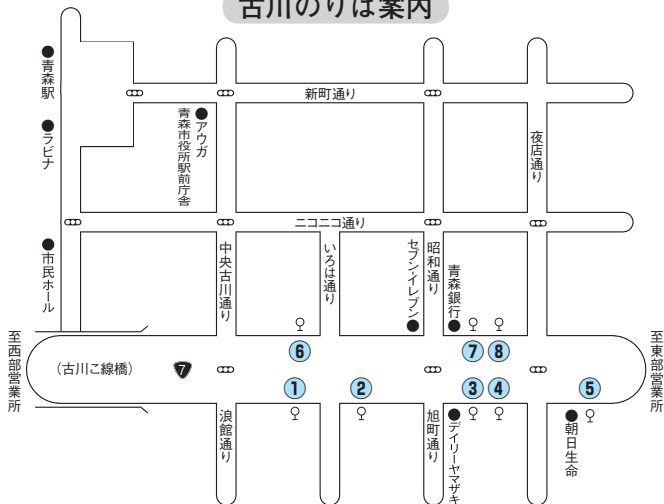 古川のりば案内
青森駅
ラビナ
市民ホール
アウガ
青森市役所駅前庁舎
新町通り
夜店通り
ニコニコ通り
中央古川通り
いろは通り
セブン-イレブン
昭和通り
青森銀行
至西部営業所
(古川こ線橋)
7
6
7
8
至東部営業所
1
2
3
4
5
浪館通り
旭町通り
デイリーヤマザキ
朝日生命